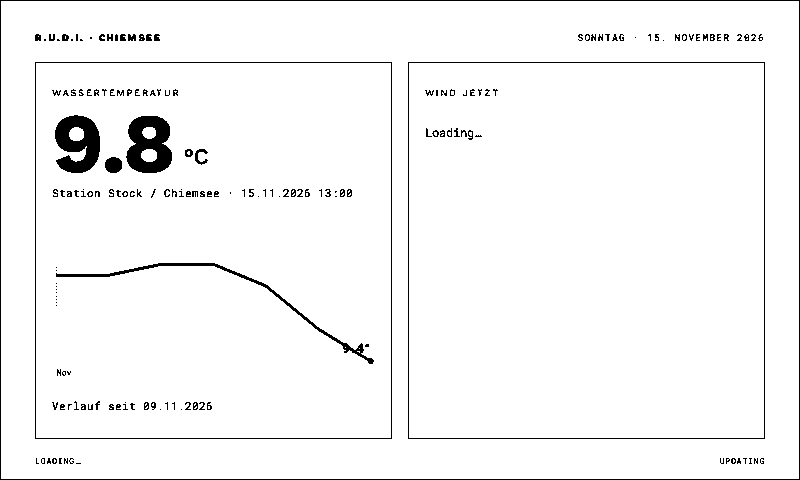 R.U.D.I. · CHIEMSEE
SONNTAG · 15. NOVEMBER 2026
WASSERTEMPERATUR
9.8 °C
Station Stock / Chiemsee · 15.11.2026 13:00
9.4°
Nov
Verlauf seit 09.11.2026
WIND JETZT
Loading…
LOADING…
UPDATING